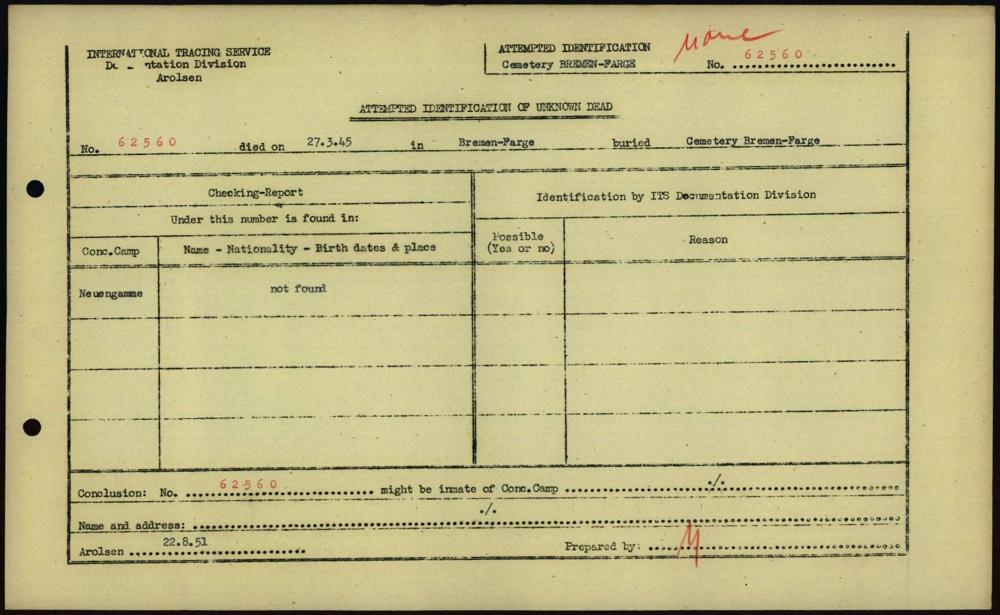 INTERNATIONAL TRACING SERVICE
Documentation Division
Arolsen
ATTEMPTED IDENTIFICATION
Cemetery BREMEN-FARGE No. 62560
None
ATTEMPTED IDENTIFICATION OF UNKNOWN DEAD
No. 62560 died on 27.3.45 in Bremen-Farge buried Cemetery Bremen-Farge
Checking-Report
Under this number is found in:
Conc.Camp Name - Nationality - Birth dates & place
Neuengamme not found
Identification by ITS Documentation Division
Possible (Yes or no) Reason
Conclusion: No. 62560 might be inmate of Conc.Camp ./.
Name and address: ./.
Arolsen 22.8.51 Prepared by: